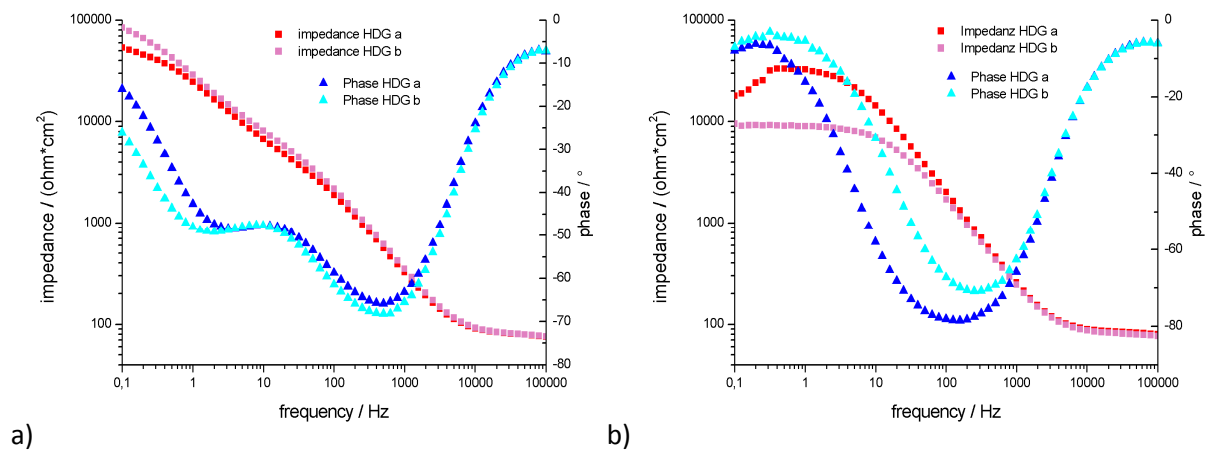 impedance HDG a
impedance HDG b
Phase HDG a
Phase HDG b
100000
10000
1000
100
impedance / (ohm*cm²)
0,1 1 10 100 1000 10000 100000
frequency / Hz
0
-10
-20
-30
-40
-50
-60
-70
-80
phase / °
a)
Impedanz HDG a
Impedanz HDG b
Phase HDG a
Phase HDG b
100000
10000
1000
100
impedance / (ohm*cm²)
0,1 1 10 100 1000 10000 100000
frequency / Hz
0
-20
-40
-60
-80
phase / °
b)